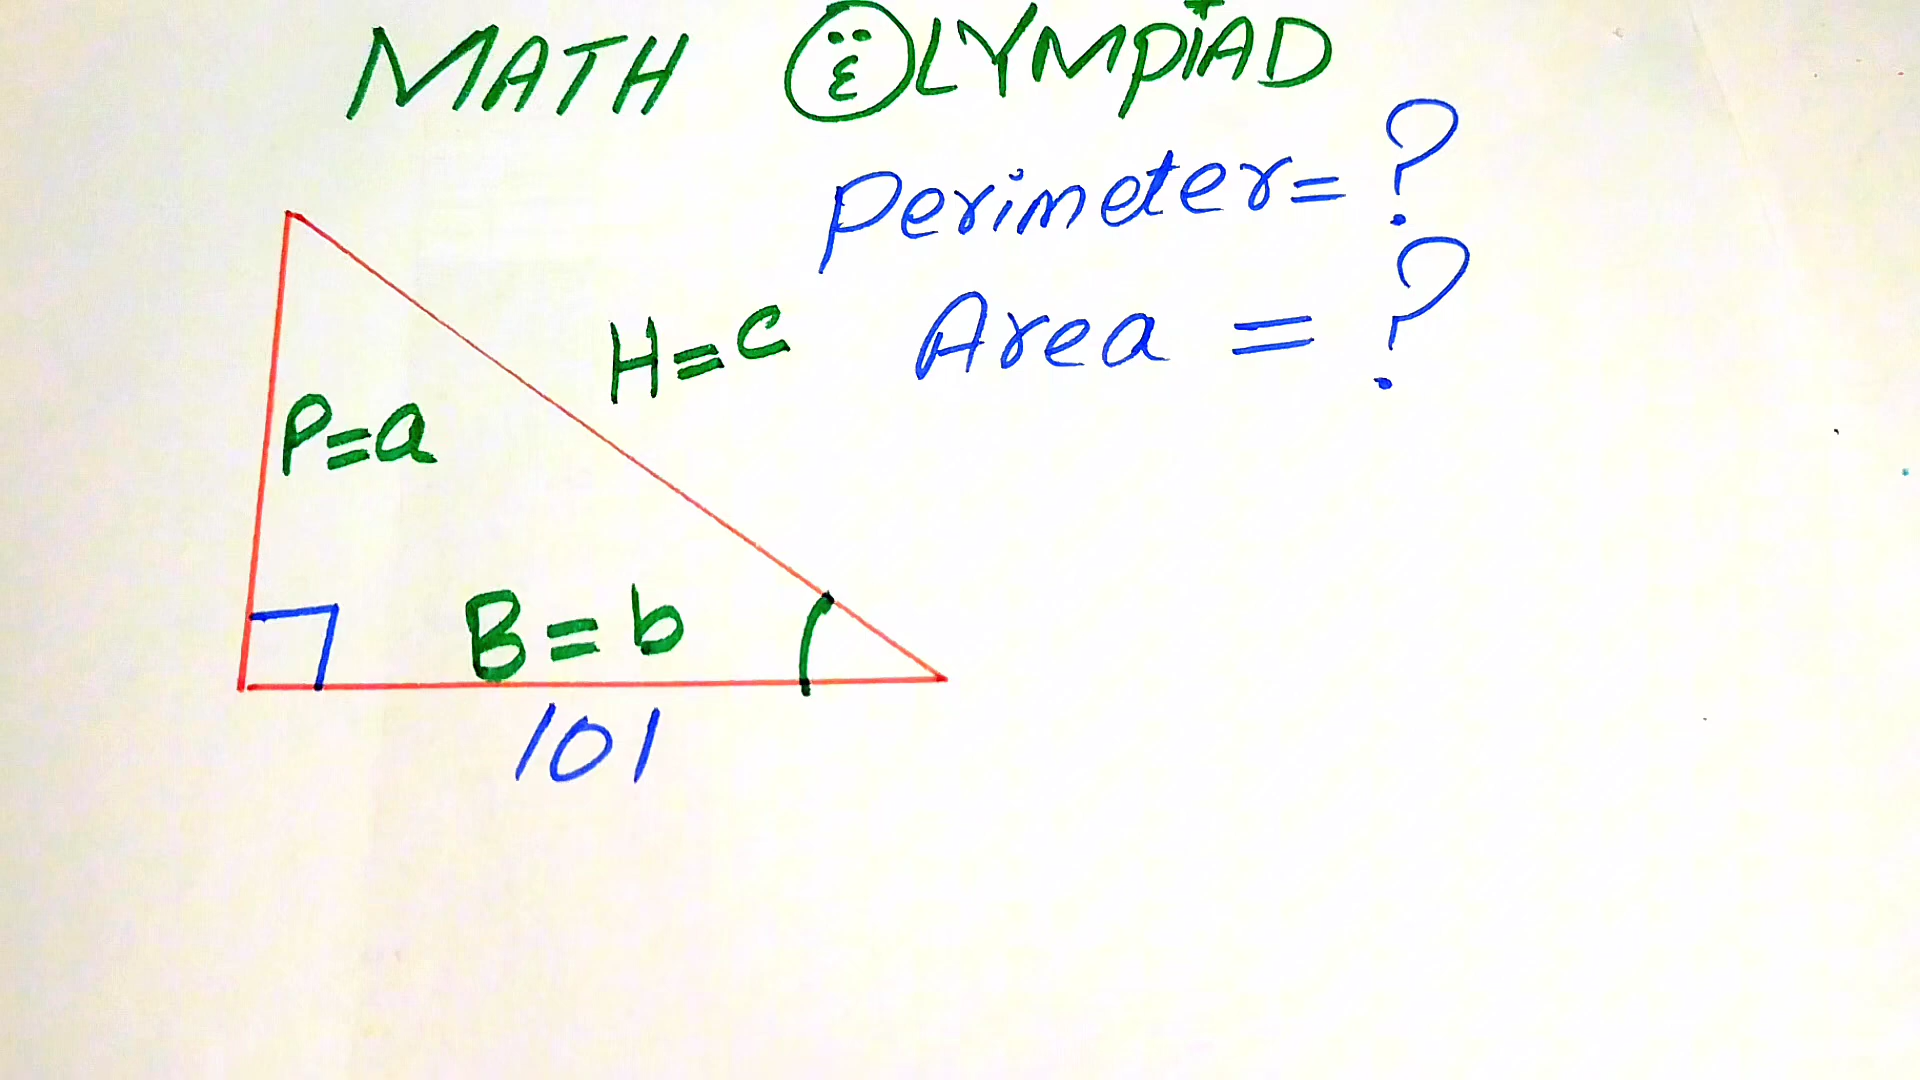 MATH OLYMPIAD
Perimeter= ?
Area = ?
H=c
P=a
B=b
101